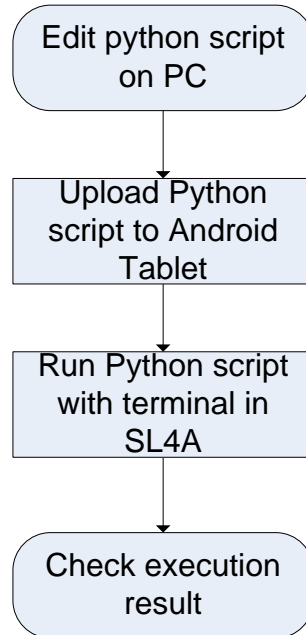 Edit python script
on PC
Upload Python
script to Android
Tablet
Run Python script
with terminal in
SL4A
Check execution
result